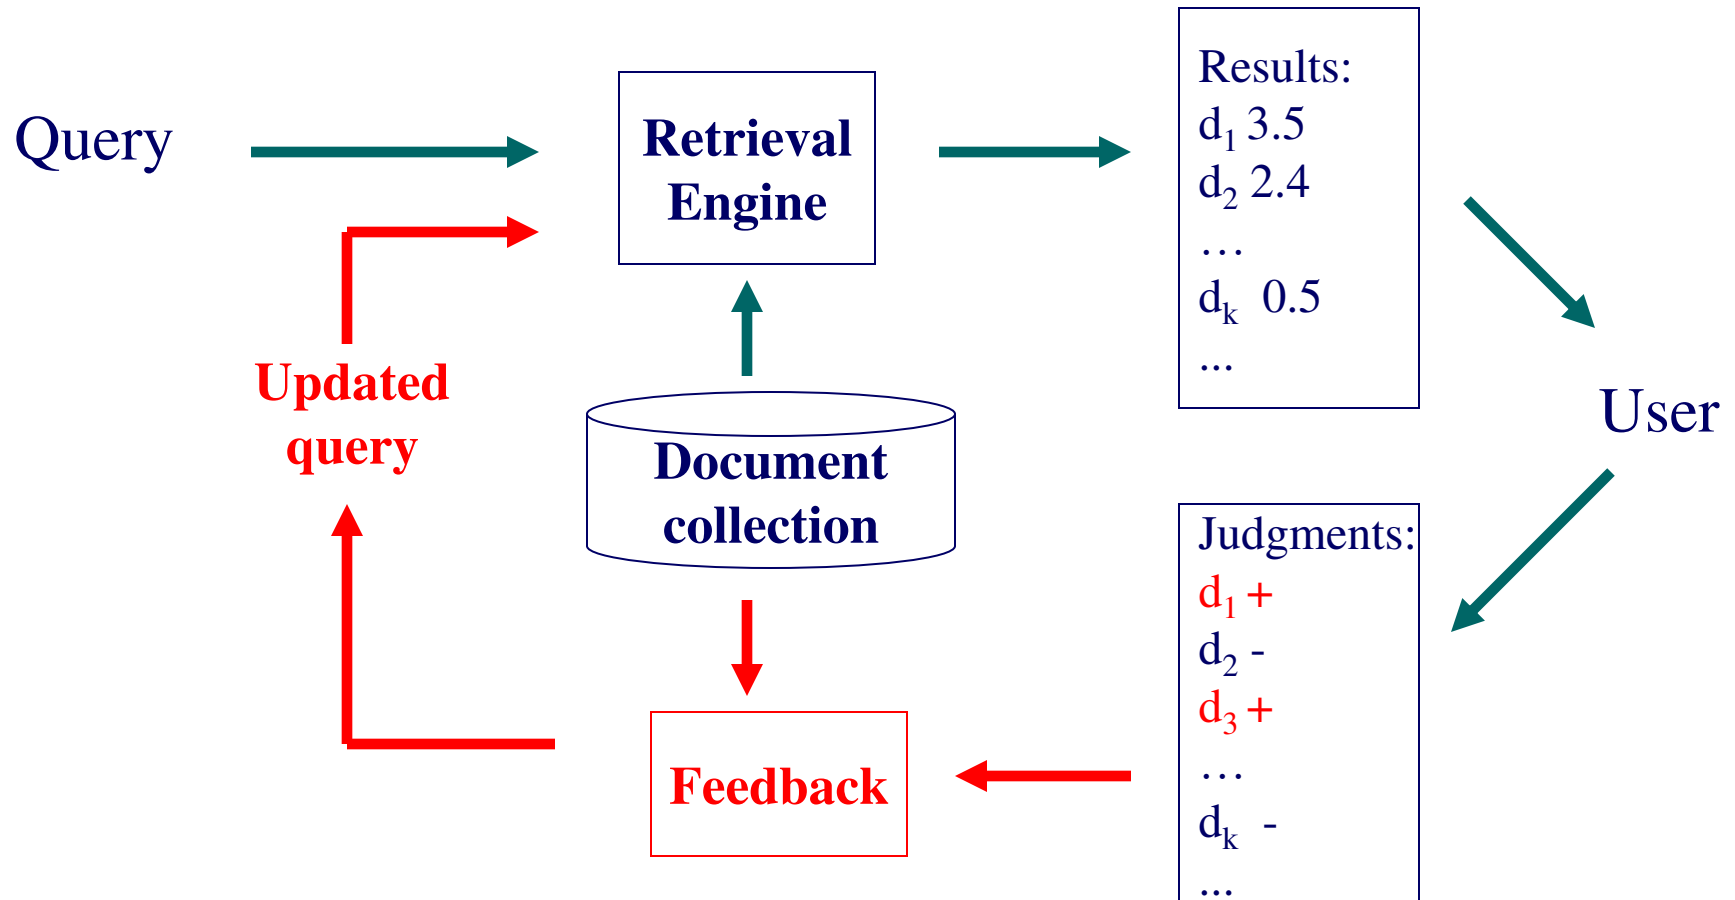 Query
Retrieval
Engine
Results:
d1 3.5
d2 2.4
…
dk 0.5
...
Updated
query
Document
collection
User
Judgments:
d1 +
d2 -
d3 +
…
dk -
...
Feedback